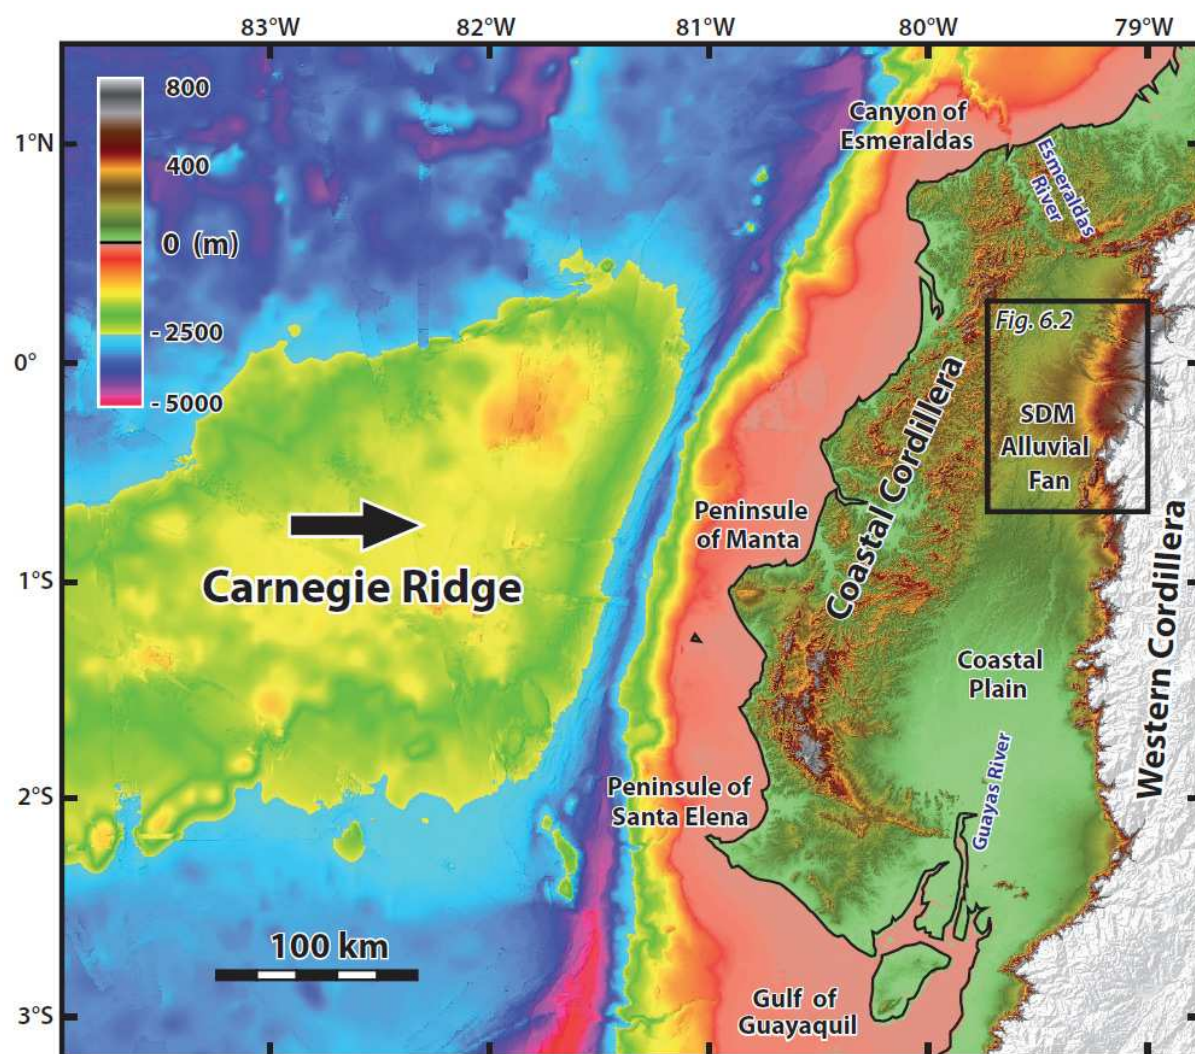 83°W
82°W
81°W
80°W
79°W
1°N
0°
1°S
2°S
3°S
800
400
0 (m)
- 2500
- 5000
Canyon of
Esmeraldas
Esmeraldas
River
Fig. 6.2
SDM
Alluvial
Fan
Coastal Cordillera
Peninsule
of Manta
Carnegie Ridge
Coastal
Plain
Western Cordillera
Guayas River
Peninsule of
Santa Elena
100 km
Gulf of
Guayaquil